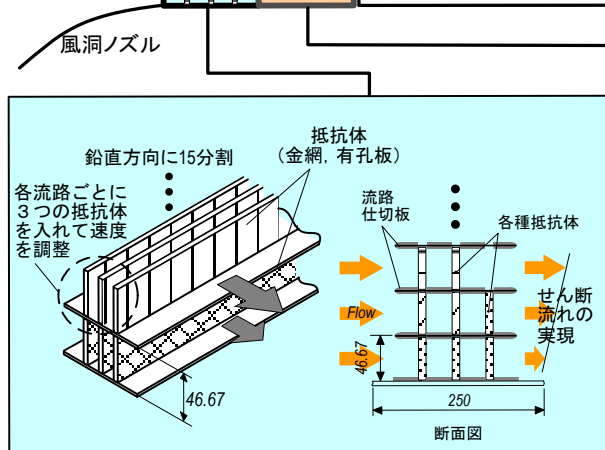 風洞ノズル
鉛直方向に15分割
抵抗体
(金網, 有孔板)
各流路ごとに
3つの抵抗体
を入れて速度
を調整
46.67
流路
仕切板
各種抵抗体
Flow
せん断
流れの
実現
46.67
250
断面図